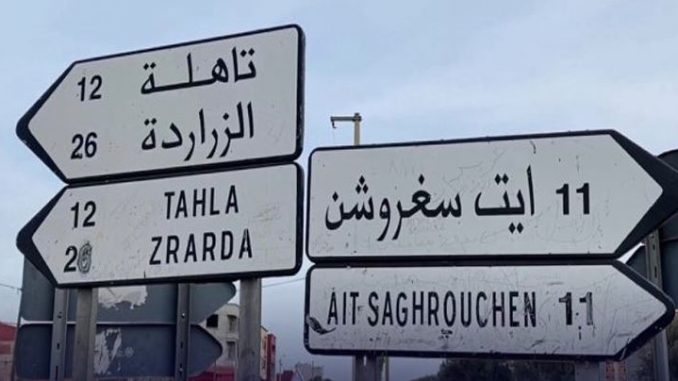 12 تاهلة
26 الزراردة
12 TAHLA
26 ZRARDA
ايت سغروشن 11
AIT SAGHROUCHEN 11